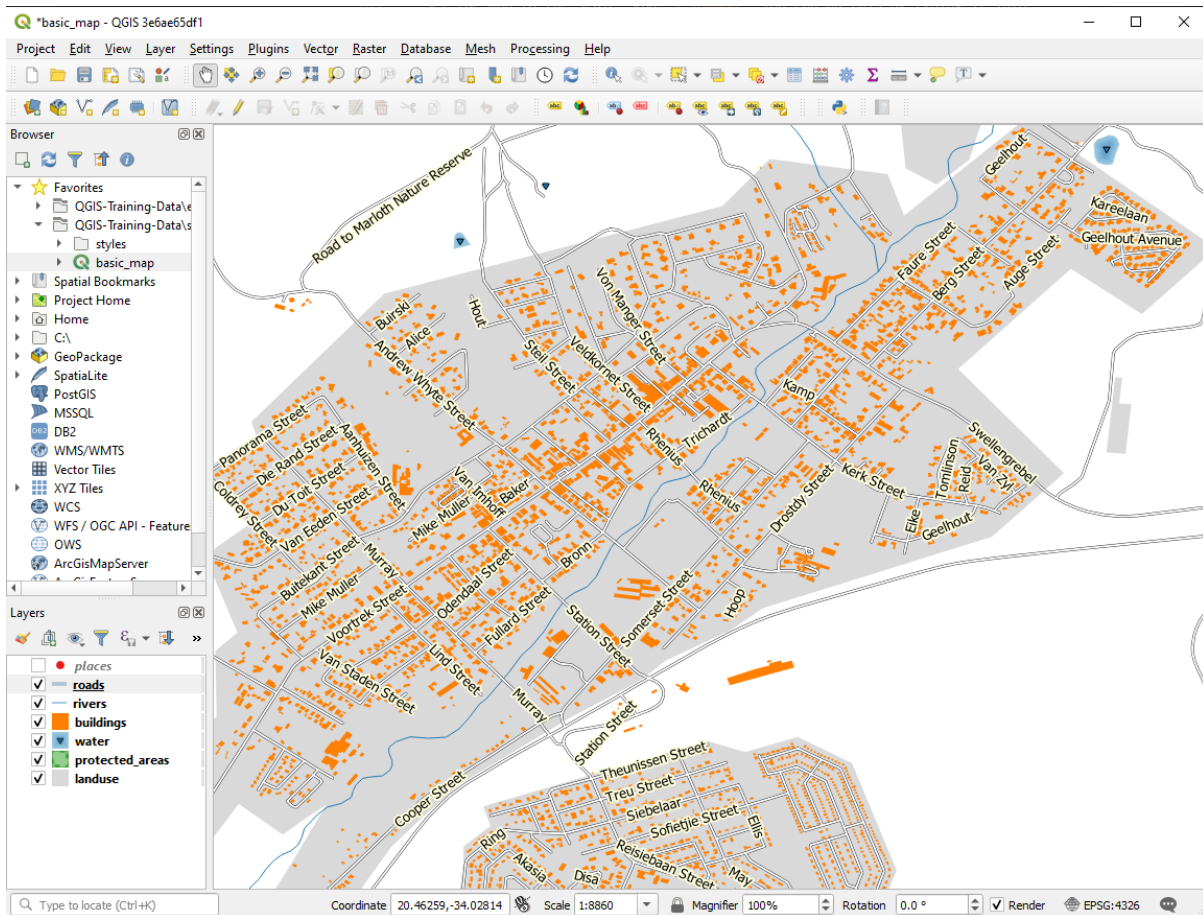 *basic_map - QGIS 3e6ae65df1
Project Edit View Layer Settings Plugins Vector Raster Database Mesh Processing Help
Browser
Favorites
QGIS-Training-Data\e
QGIS-Training-Data\s
styles
basic_map
Spatial Bookmarks
Project Home
Home
C:\
GeoPackage
SpatiaLite
PostGIS
MSSQL
DB2
WMS/WMTS
Vector Tiles
XYZ Tiles
WCS
WFS / OGC API - Feature
OWS
ArcGisMapServer
Layers
places
roads
rivers
buildings
water
protected_areas
landuse
Road to Marloth Nature Reserve
Geelhout
Kareelaan
Geelhout Avenue
Faure Street
Berg Street
Auge Street
Von Manger Street
Buirski
Alice
Hout
Andrew Whyte Street
Steil Street
Veldkornet Street
Kamp
Trichardt
Rhenius
Panorama Street
Die Rand Street
Aanhuizen Street
Du Toit Street
Coldrey Street
Van Eeden Street
Van Imhoff
Baker
Mike Muller
Rhenius
Drostdy Street
Kerk Street
Swellengrebel
Tomlinson
Reid
Van Zyl
Eike
Geelhout
Bronn
Murray
Buitekant Street
Mike Muller
Odendaal Street
Voortrek Street
Fullard Street
Station Street
Somerset Street
Hoop
Van Staden Street
Lind Street
Murray
Station Street
Cooper Street
Theunissen Street
Treu Street
Siebelaar
Sofietjie Street
Ellis
Ring
Reisiebaan Street
Akasia
Disa
May
Type to locate (Ctrl+K)
Coordinate 20.46259,-34.02814 Scale 1:8860 Magnifier 100% Rotation 0.0 ° Render EPSG:4326